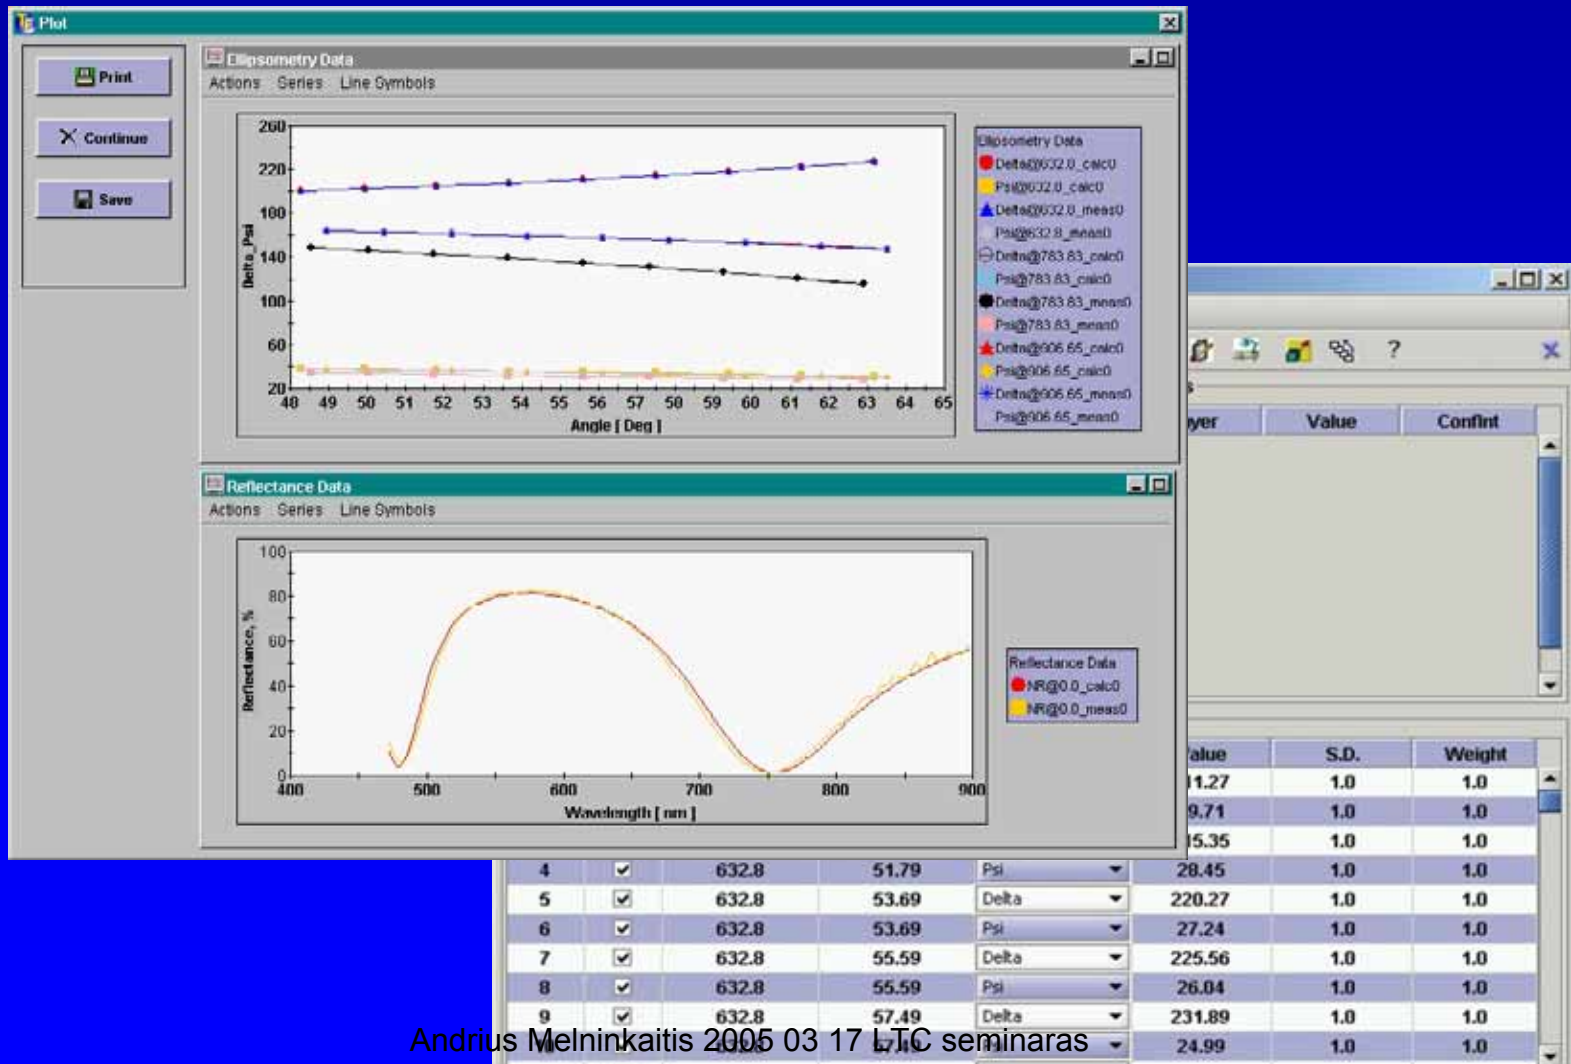 Plot
Print
Continue
Save
Ellipsometry Data
Actions Series Line Symbols
260
220
180
140
100
60
20
Delta_Psi
48 49 50 51 52 53 54 55 56 57 58 59 60 61 62 63 64 65
Angle [ Deg ]
Ellipsometry Data
Delta@632.8_calc0
Psi@632.8_calc0
Delta@632.8_meas0
Psi@632.8_meas0
Delta@783.83_calc0
Psi@783.83_calc0
Delta@783.83_meas0
Psi@783.83_meas0
Delta@906.65_calc0
Psi@906.65_calc0
Delta@906.65_meas0
Psi@906.65_meas0
Reflectance Data
Actions Series Line Symbols
100
80
60
40
20
0
Reflectance, %
400 500 600 700 800 900
Wavelength [ nm ]
Reflectance Data
NR@0.0_calc0
NR@0.0_meas0
?
s
yer Value ConfInt
alue S.D. Weight
11.27 1.0 1.0
9.71 1.0 1.0
15.35 1.0 1.0
4 632.8 51.79 Psi 28.45 1.0 1.0
5 632.8 53.69 Delta 220.27 1.0 1.0
6 632.8 53.69 Psi 27.24 1.0 1.0
7 632.8 55.59 Delta 225.56 1.0 1.0
8 632.8 55.59 Psi 26.04 1.0 1.0
9 632.8 57.49 Delta 231.89 1.0 1.0
10 632.8 57.49 24.99 1.0 1.0
Andrius Melninkaitis 2005 03 17 LTC seminaras